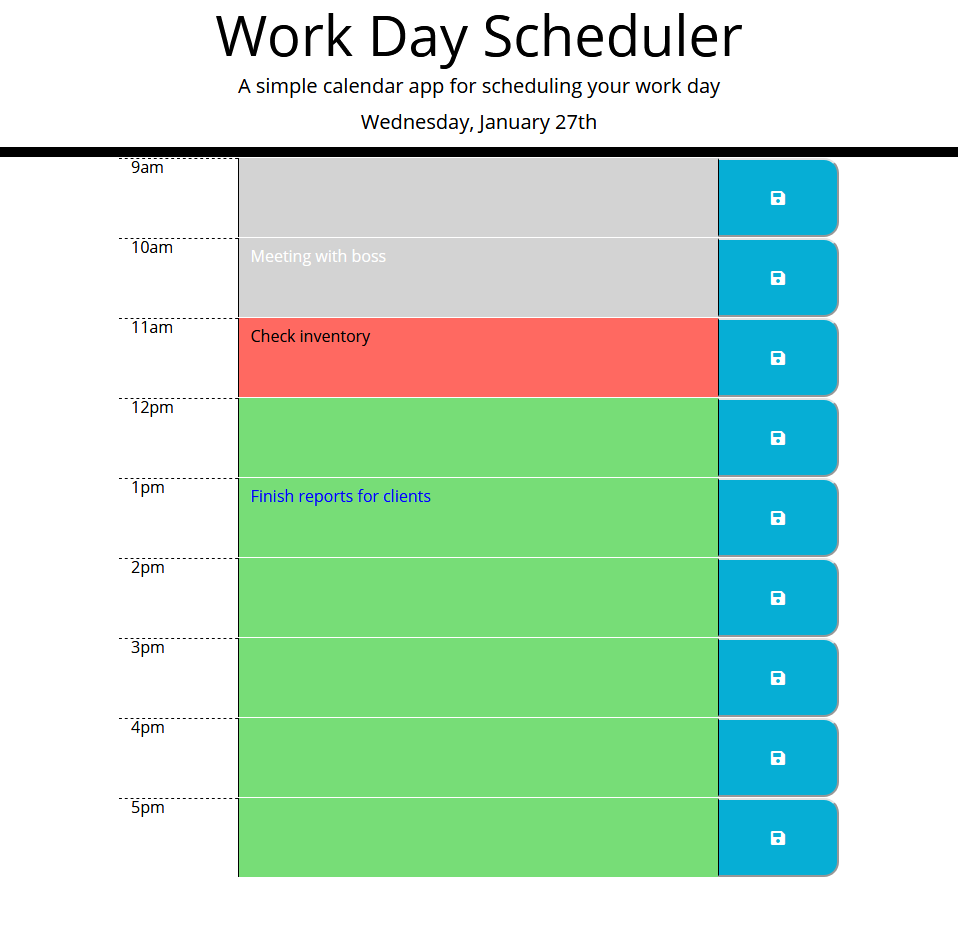 Work Day Scheduler
A simple calendar app for scheduling your work day
Wednesday, January 27th
9am
10am
Meeting with boss
11am
Check inventory
12pm
1pm
Finish reports for clients
2pm
3pm
4pm
5pm